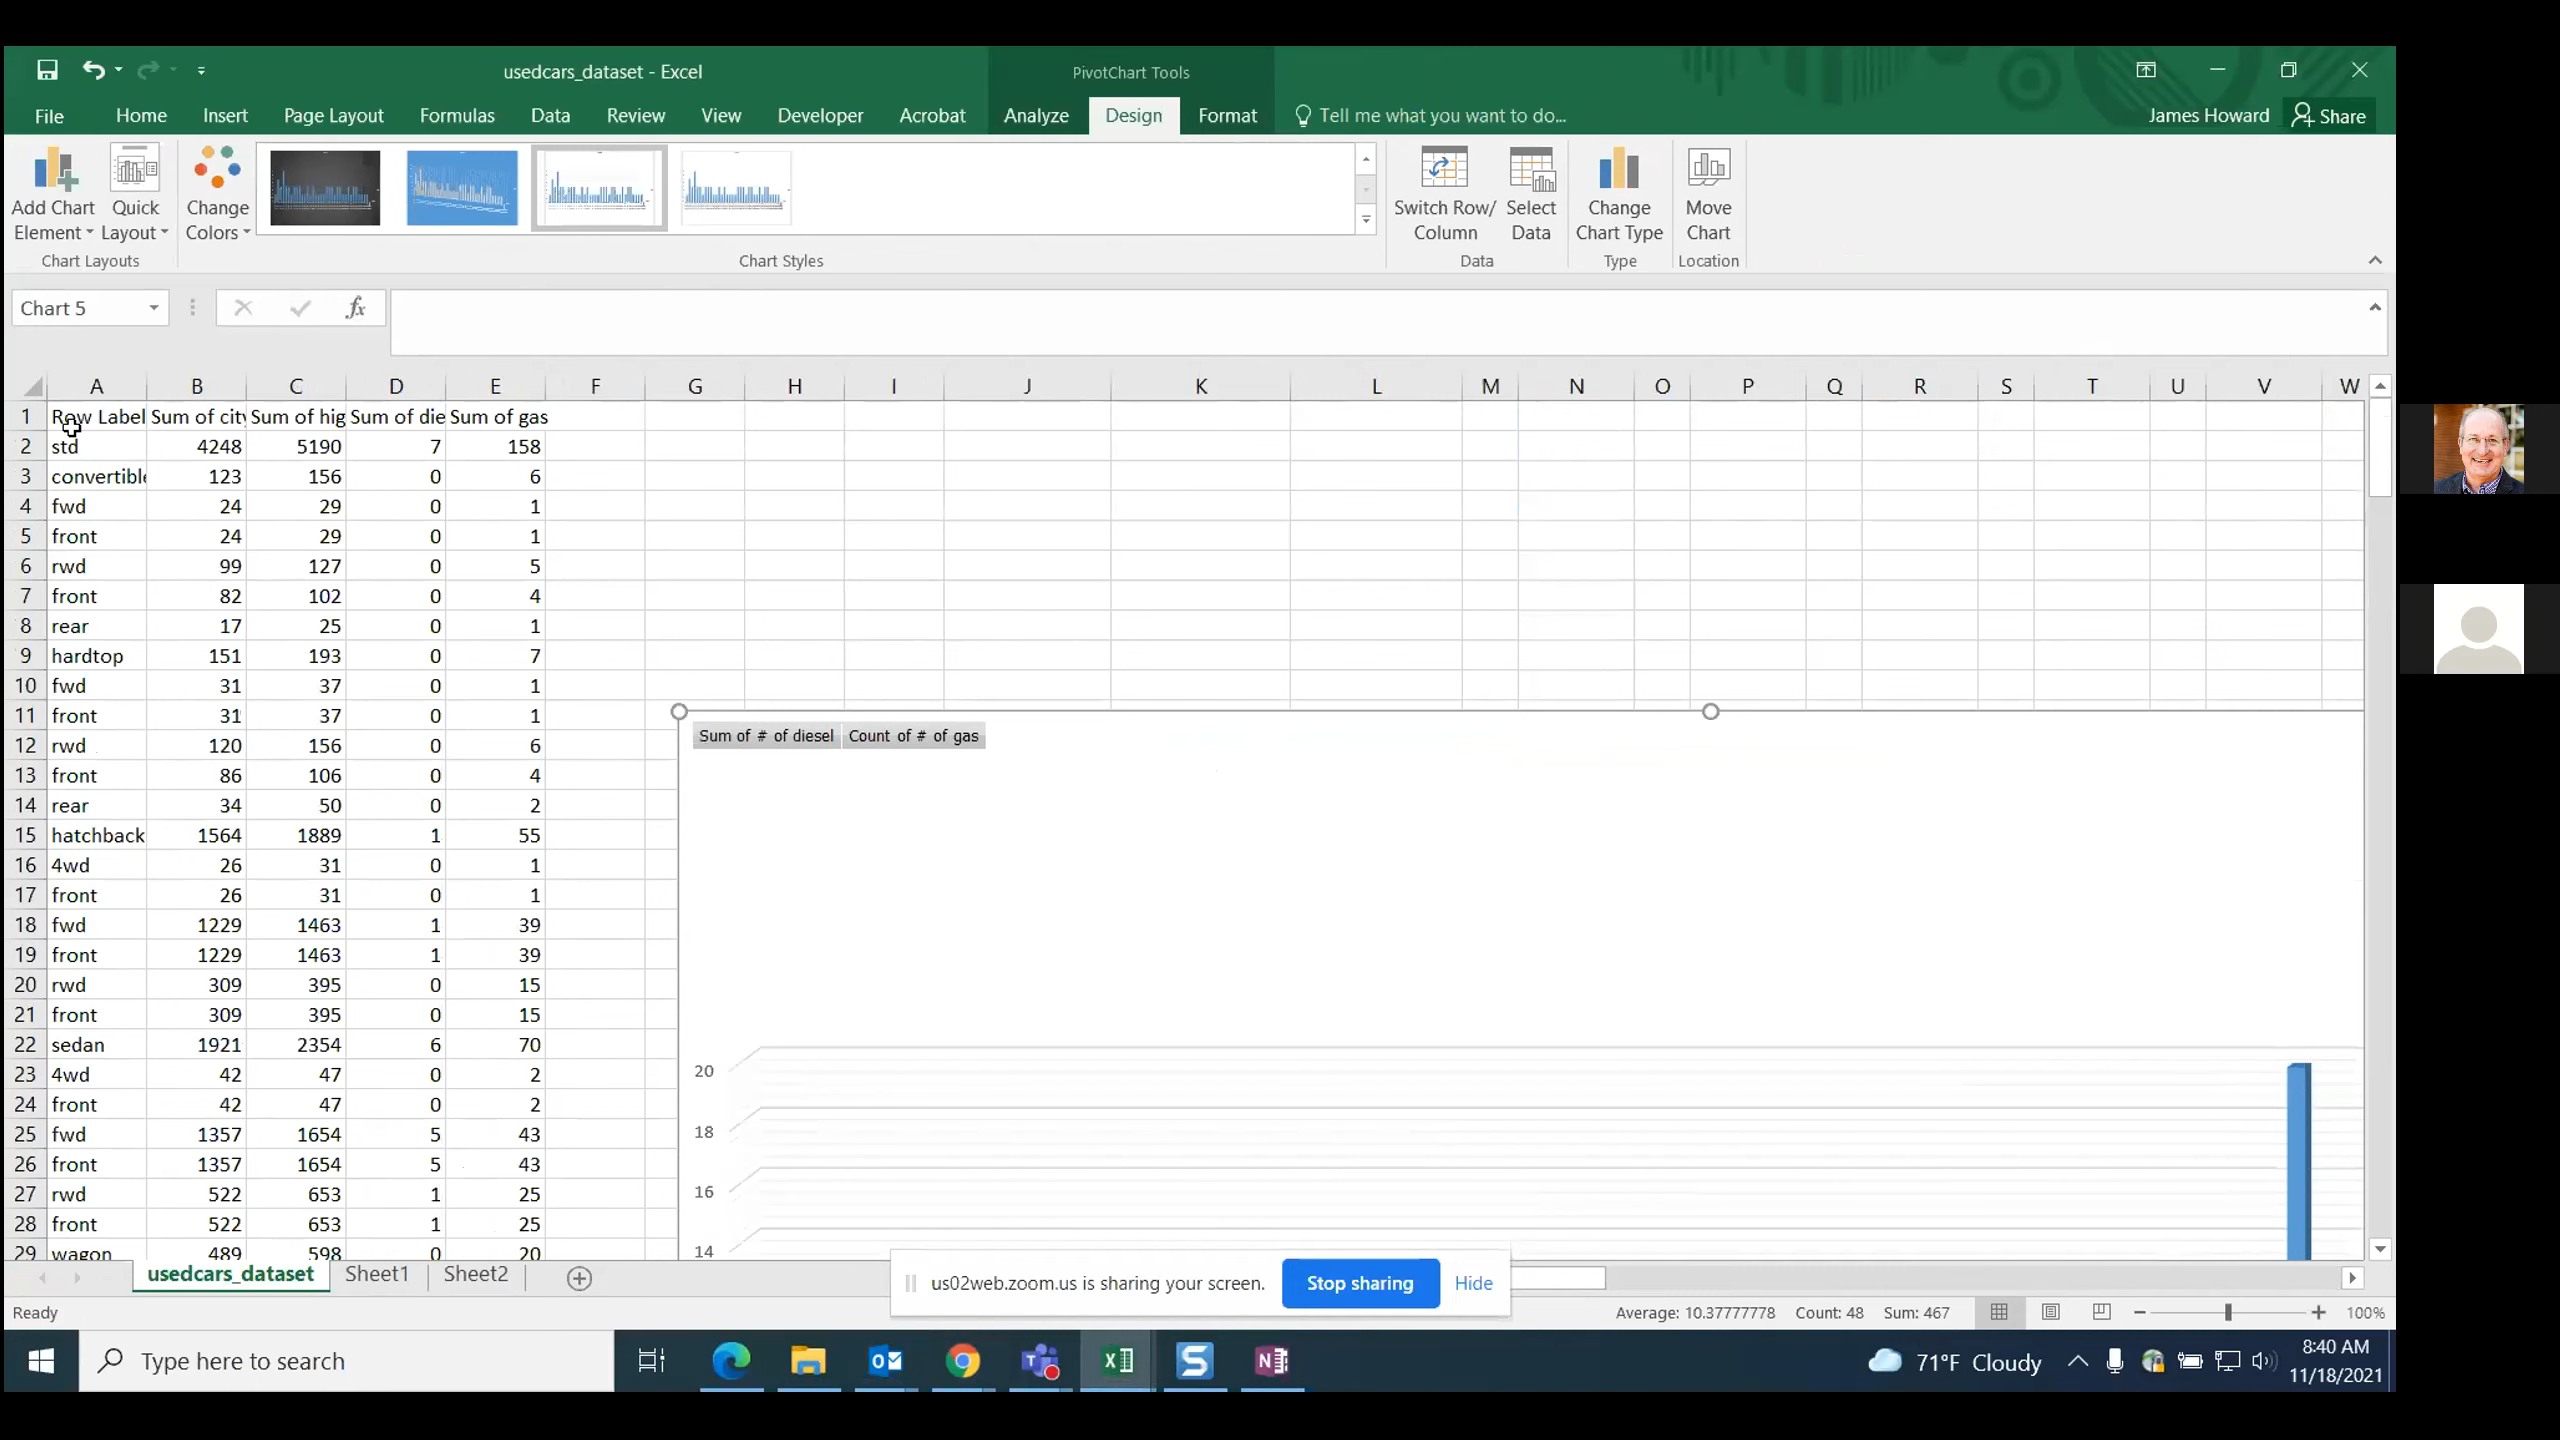 usedcars_dataset - Excel
PivotChart Tools
File Home Insert Page Layout Formulas Data Review View Developer Acrobat Analyze Design Format Tell me what you want to do... James Howard Share
Add Chart Element
Quick Layout
Change Colors
Switch Row/ Column
Select Data
Change Chart Type
Move Chart
Chart Layouts
Chart Styles
Data
Type
Location
Chart 5
fx
A B C D E F G H I J K L M N O P Q R S T U V W
1 Row Label Sum of city Sum of hig Sum of die Sum of gas
2 std 4248 5190 7 158
3 convertible 123 156 0 6
4 fwd 24 29 0 1
5 front 24 29 0 1
6 rwd 99 127 0 5
7 front 82 102 0 4
8 rear 17 25 0 1
9 hardtop 151 193 0 7
10 fwd 31 37 0 1
11 front 31 37 0 1
12 rwd 120 156 0 6
13 front 86 106 0 4
14 rear 34 50 0 2
15 hatchback 1564 1889 1 55
16 4wd 26 31 0 1
17 front 26 31 0 1
18 fwd 1229 1463 1 39
19 front 1229 1463 1 39
20 rwd 309 395 0 15
21 front 309 395 0 15
22 sedan 1921 2354 6 70
23 4wd 42 47 0 2
24 front 42 47 0 2
25 fwd 1357 1654 5 43
26 front 1357 1654 5 43
27 rwd 522 653 1 25
28 front 522 653 1 25
29 wagon 489 598 0 20
Sum of # of diesel Count of # of gas
20
18
16
14
usedcars_dataset Sheet1 Sheet2
us02web.zoom.us is sharing your screen. Stop sharing Hide
Ready
Average: 10.37777778 Count: 48 Sum: 467
100%
Type here to search
71°F Cloudy
8:40 AM
11/18/2021